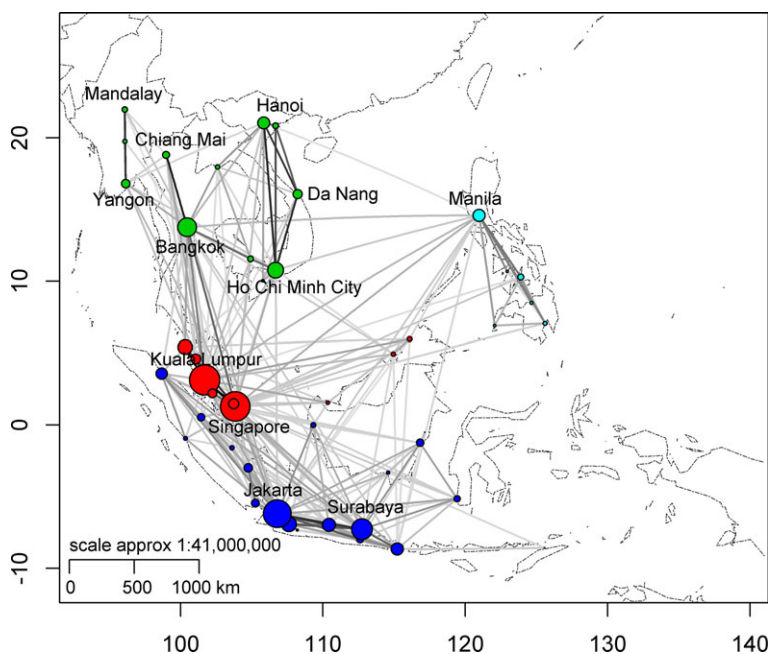 Mandalay
Hanoi
20
Chiang Mai
Yangon
Da Nang
Manila
Bangkok
10
Ho Chi Minh City
Kuala Lumpur
0
Singapore
Jakarta
Surabaya
scale approx 1:41,000,000
-10
0 500 1000 km
100 110 120 130 140